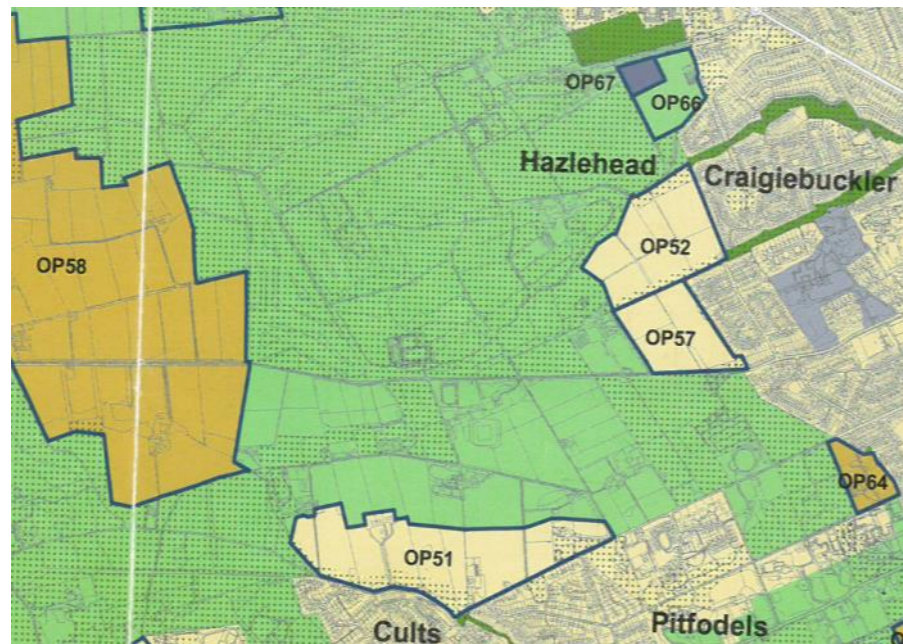 OP67
OP66
Hazlehead
Craigiebuckler
OP52
OP58
OP57
OP64
OP51
Pitfodels
Cults